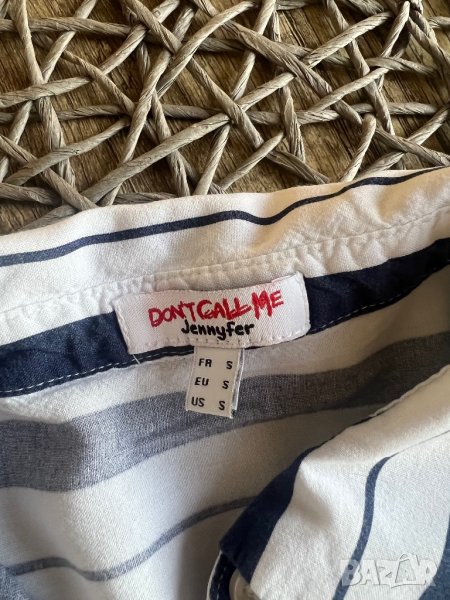 DON'T CALL ME
Jennyfer
FR S
EU S
US S
BAZAR